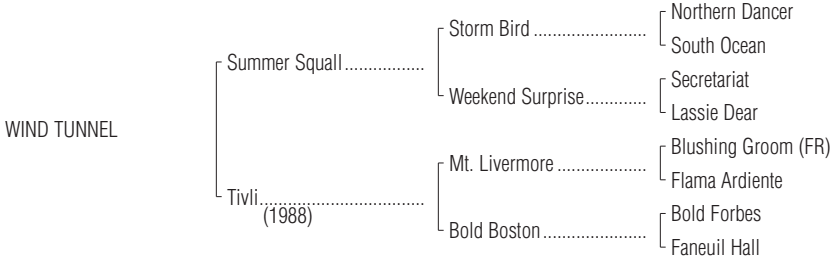 Northern Dancer
Storm Bird ........................
South Ocean
Summer Squall .................
Secretariat
Weekend Surprise.............
Lassie Dear
WIND TUNNEL
Blushing Groom (FR)
Mt. Livermore ...................
Flama Ardiente
Tivli...................................
(1988)
Bold Forbes
Bold Boston......................
Faneuil Hall